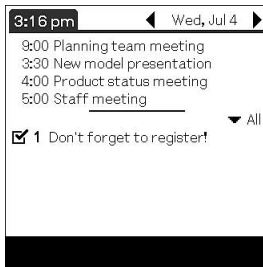 3:16 pm Wed, Jul 4
9:00 Planning team meeting
3:30 New model presentation
4:00 Product status meeting
5:00 Staff meeting
All
1 Don't forget to register!